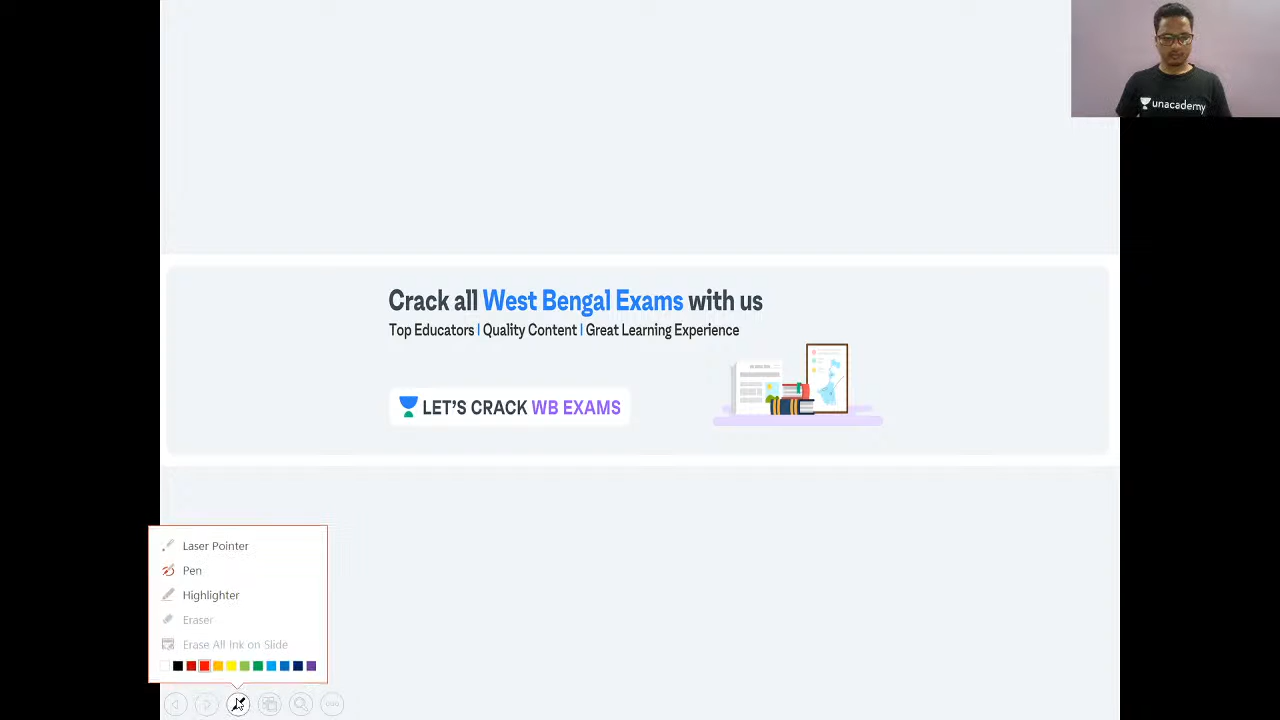 unacademy
Crack all West Bengal Exams with us
Top Educators | Quality Content | Great Learning Experience
LET'S CRACK WB EXAMS
Laser Pointer
Pen
Highlighter
Eraser
Erase All Ink on Slide